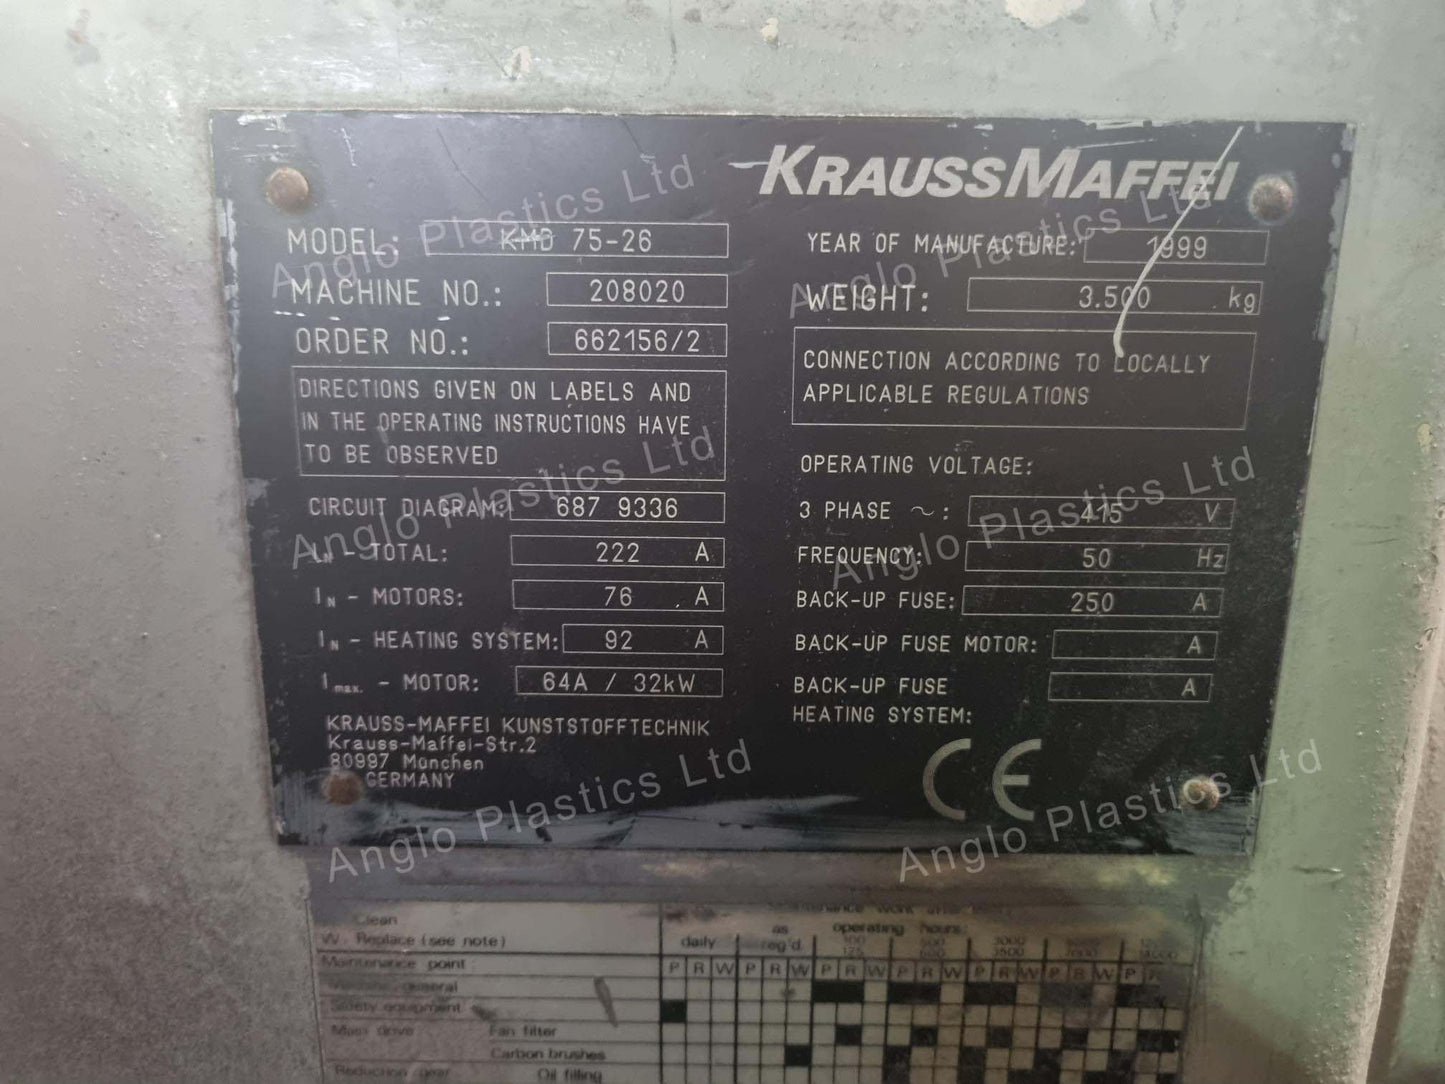 KRAUSSMAFFEI
MODEL: KMD 75-26
MACHINE NO.: 208020
ORDER NO.: 662156/2
DIRECTIONS GIVEN ON LABELS AND
IN THE OPERATING INSTRUCTIONS HAVE
TO BE OBSERVED
CIRCUIT DIAGRAM: 687 9336
IN - TOTAL: 222 A
IN - MOTORS: 76 A
IN - HEATING SYSTEM: 92 A
Imax. - MOTOR: 64A / 32kW
KRAUSS-MAFFEI KUNSTSTOFFTECHNIK
Krauss-Maffei-Str.2
80997 München
GERMANY
YEAR OF MANUFACTURE: 1999
WEIGHT: 3.500 kg
CONNECTION ACCORDING TO LOCALLY
APPLICABLE REGULATIONS
OPERATING VOLTAGE:
3 PHASE ~: 415 V
FREQUENCY: 50 Hz
BACK-UP FUSE: 250 A
BACK-UP FUSE MOTOR: A
BACK-UP FUSE A
HEATING SYSTEM:
CE
Anglo Plastics Ltd
Anglo Plastics Ltd
Anglo Plastics Ltd
Anglo Plastics Ltd
Anglo Plastics Ltd
Anglo Plastics Ltd
Clean
W Replace (see note)
Maintenance point
daily
as
req'd
operating hours:
3000
3500
P R W P R W P R W P R W P R W P R W P R
general
Safety equipment
Main drive Fan filter
Carbon brushes
Reduction gear Oil filling